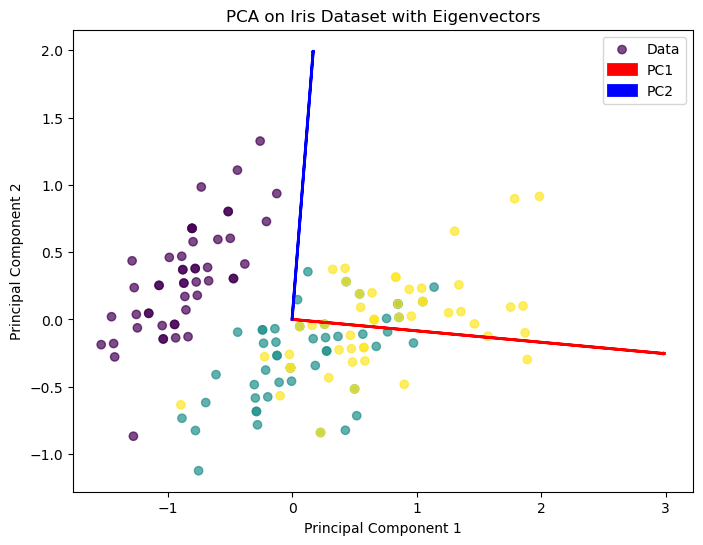 PCA on Iris Dataset with Eigenvectors
Data
PC1
PC2
2.0
1.5
1.0
0.5
0.0
−0.5
−1.0
Principal Component 2
−1
0
1
2
3
Principal Component 1